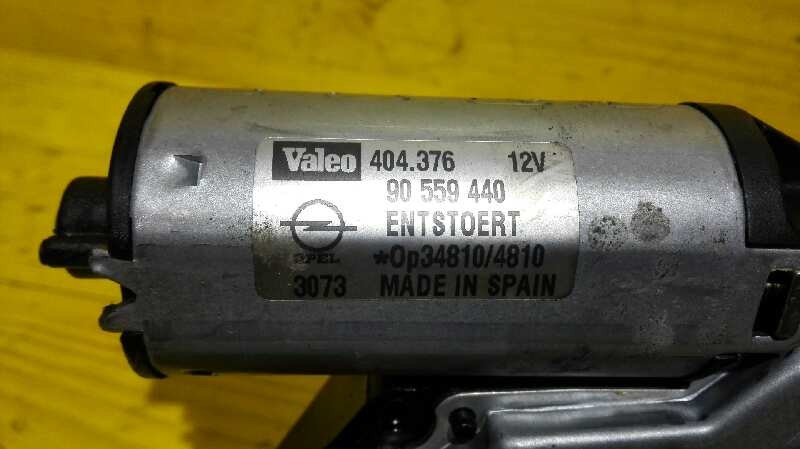 Valeo 404.376 12V
90 559 440
ENTSTOERT
OPEL *Op34810/4810
3073 MADE IN SPAIN